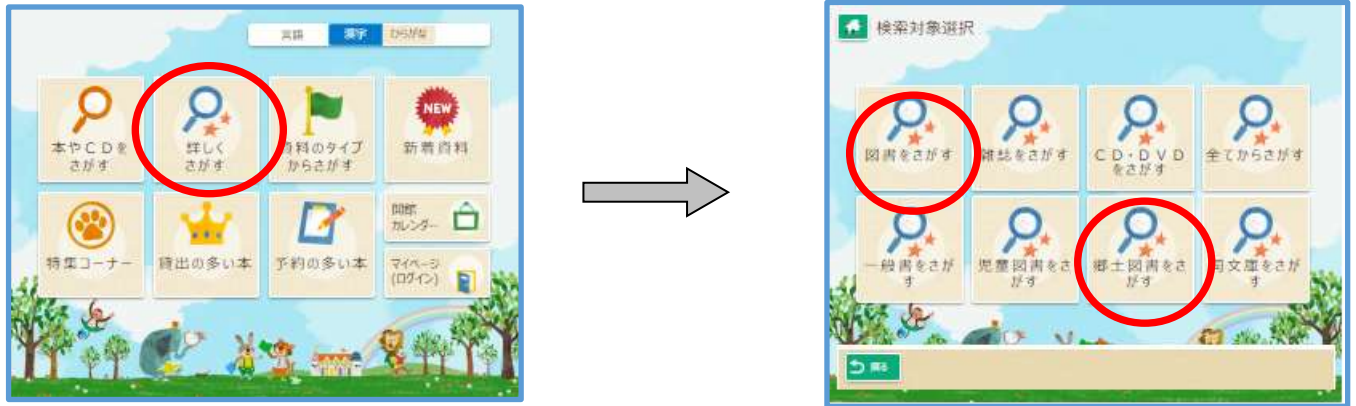 言語 漢字 ひらがな
本やCDを
さがす
詳しく
さがす
資料のタイプ
からさがす
NEW
新着資料
特集コーナー
貸出の多い本
予約の多い本
開館
カレンダー
マイページ
(ログイン)
検索対象選択
図書をさがす
雑誌をさがす
CD・DVD
をさがす
全てからさがす
一般書をさが
す
児童図書をさ
がす
郷土図書をさ
がす
文庫をさが
す
戻る